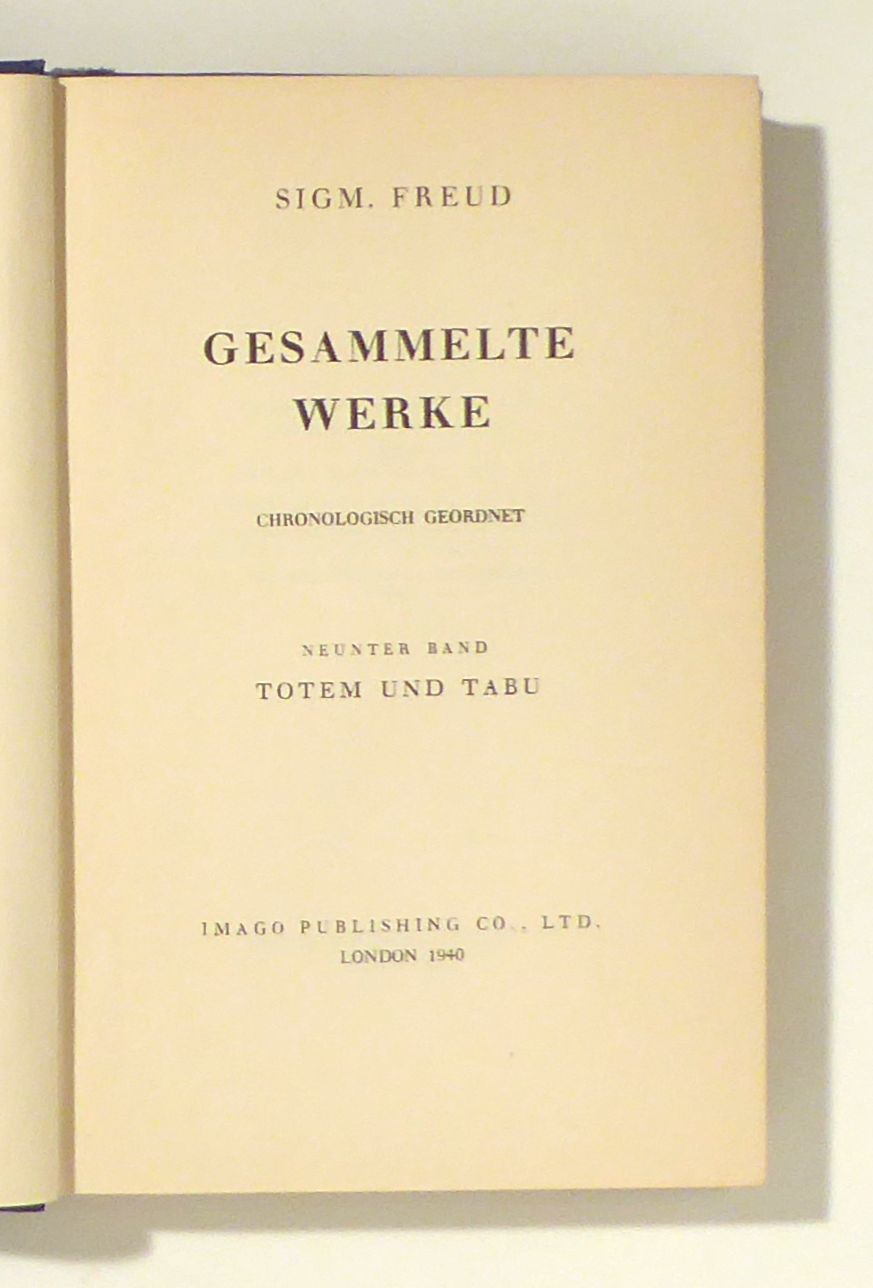 SIGM. FREUD
GESAMMELTE
WERKE
CHRONOLOGISCH GEORDNET
NEUNTER BAND
TOTEM UND TABU
IMAGO PUBLISHING CO., LTD.
LONDON 1940